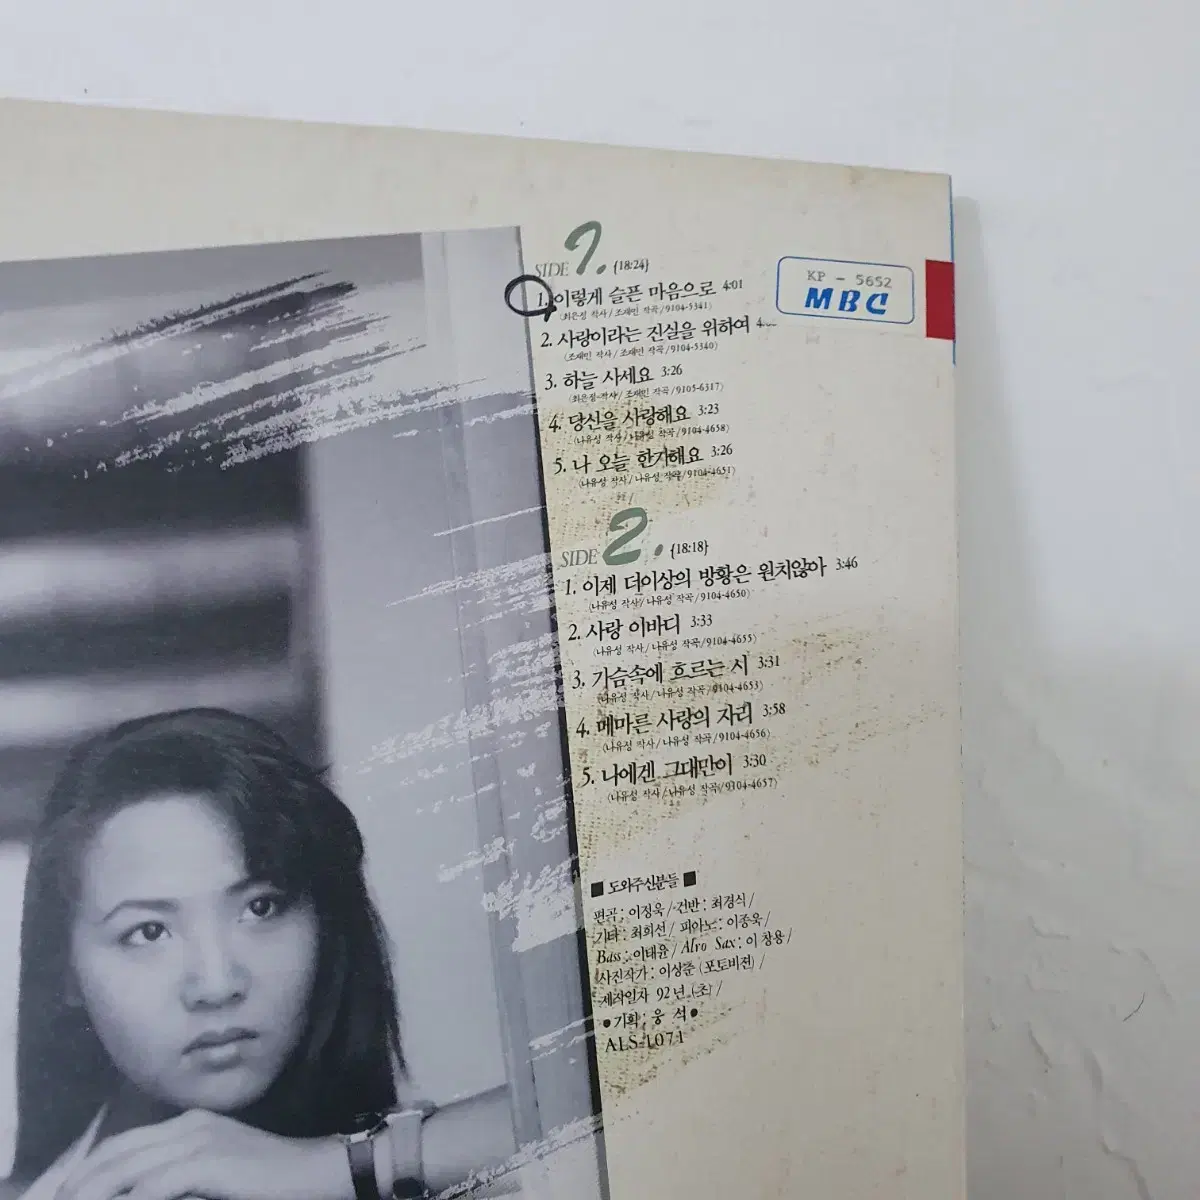 SIDE 1. {18:24}
1. 이렇게 슬픈 마음으로 4:01
(최은정 작사/조재민 작곡/9104-5341)
2. 사랑이라는 진실을 위하여
(조재민 작사/조재민 작곡/9104-5340)
3. 하늘 사세요 3:26
(최은정 작사/조재민 작곡/9105-6317)
4. 당신을 사랑해요 3:23
(나유성 작사/나유성 작곡/9104-4658)
5. 나 오늘 한가해요 3:26
(나유성 작사/나유성 작곡/9104-4651)
KP - 5652
MBC
SIDE 2. {18:18}
1. 이제 더이상의 방황은 원치않아 3:46
(나유성 작사/나유성 작곡/9104-4650)
2. 사랑 이바디 3:33
(나유성 작사/나유성 작곡/9104-4655)
3. 가슴속에 흐르는 시 3:31
(나유성 작사/나유성 작곡/9104-4653)
4. 메마른 사랑의 자리 3:58
(나유성 작사/나유성 작곡/9104-4656)
5. 나에겐 그대만이 3:30
(나유성 작사/나유성 작곡/9104-4657)
■ 도와주신분들 ■
편곡: 이정욱/건반: 최경식/
기타: 최희선/피아노: 이종욱/
Bass: 이태윤/Alro Sax: 이 창용/
사진작가: 이상춘(포토비젼)/
제작일자 92년 (초)/
●기획: 웅 석●
ALS-1071